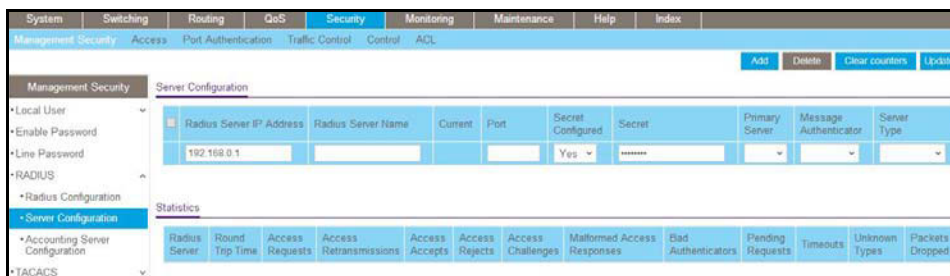 System Switching Routing QoS Security Monitoring Maintenance Help Index
Management Security Access Port Authentication Traffic Control Control ACL
Add Delete Clear counters Updat
Management Security
•Local User
•Enable Password
•Line Password
•RADIUS
•Radius Configuration
•Server Configuration
•Accounting Server
Configuration
•TACACS
Server Configuration
Radius Server IP Address Radius Server Name Current Port Secret Configured Secret Primary Server Message Authenticator Server Type
192.168.0.1 Yes ••••••••
Statistics
Radius Server Round Trip Time Access Requests Access Retransmissions Access Accepts Access Rejects Access Challenges Malformed Access Responses Bad Authenticators Pending Requests Timeouts Unknown Types Packets Dropped